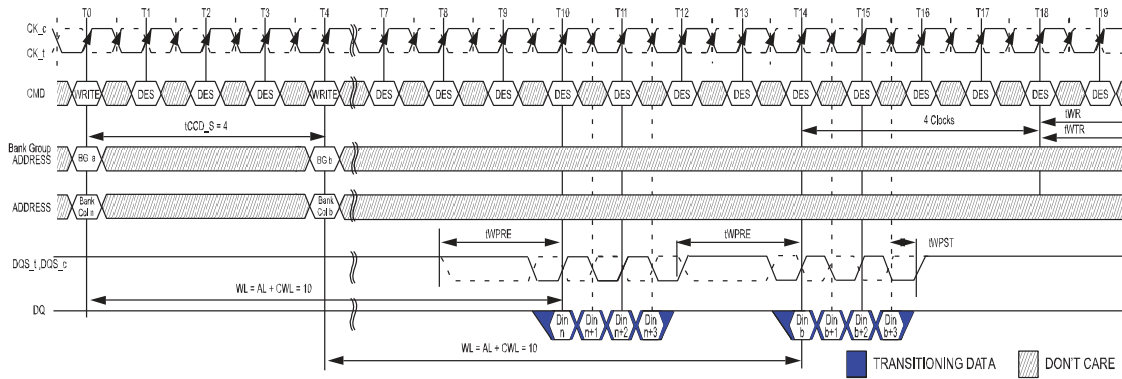 T0 T1 T2 T3 T4 T7 T8 T9 T10 T11 T12 T13 T14 T15 T16 T17 T18 T19
CK_c
CK_t
CMD WRITE DES DES DES WRITE DES DES DES DES DES DES DES DES DES DES DES DES DES
tCCD_S = 4
4 Clocks
tWR
tWTR
Bank Group
ADDRESS
BG a
BG b
ADDRESS
Bank
Col n
Bank
Col b
tWPRE
tWPRE
tWPST
DQS_t ,DQS_c
WL = AL + CWL = 10
DQ
Din
n
Din
n+1
Din
n+2
Din
n+3
Din
b
Din
b+1
Din
b+2
Din
b+3
WL = AL + CWL = 10
TRANSITIONING DATA
DON'T CARE